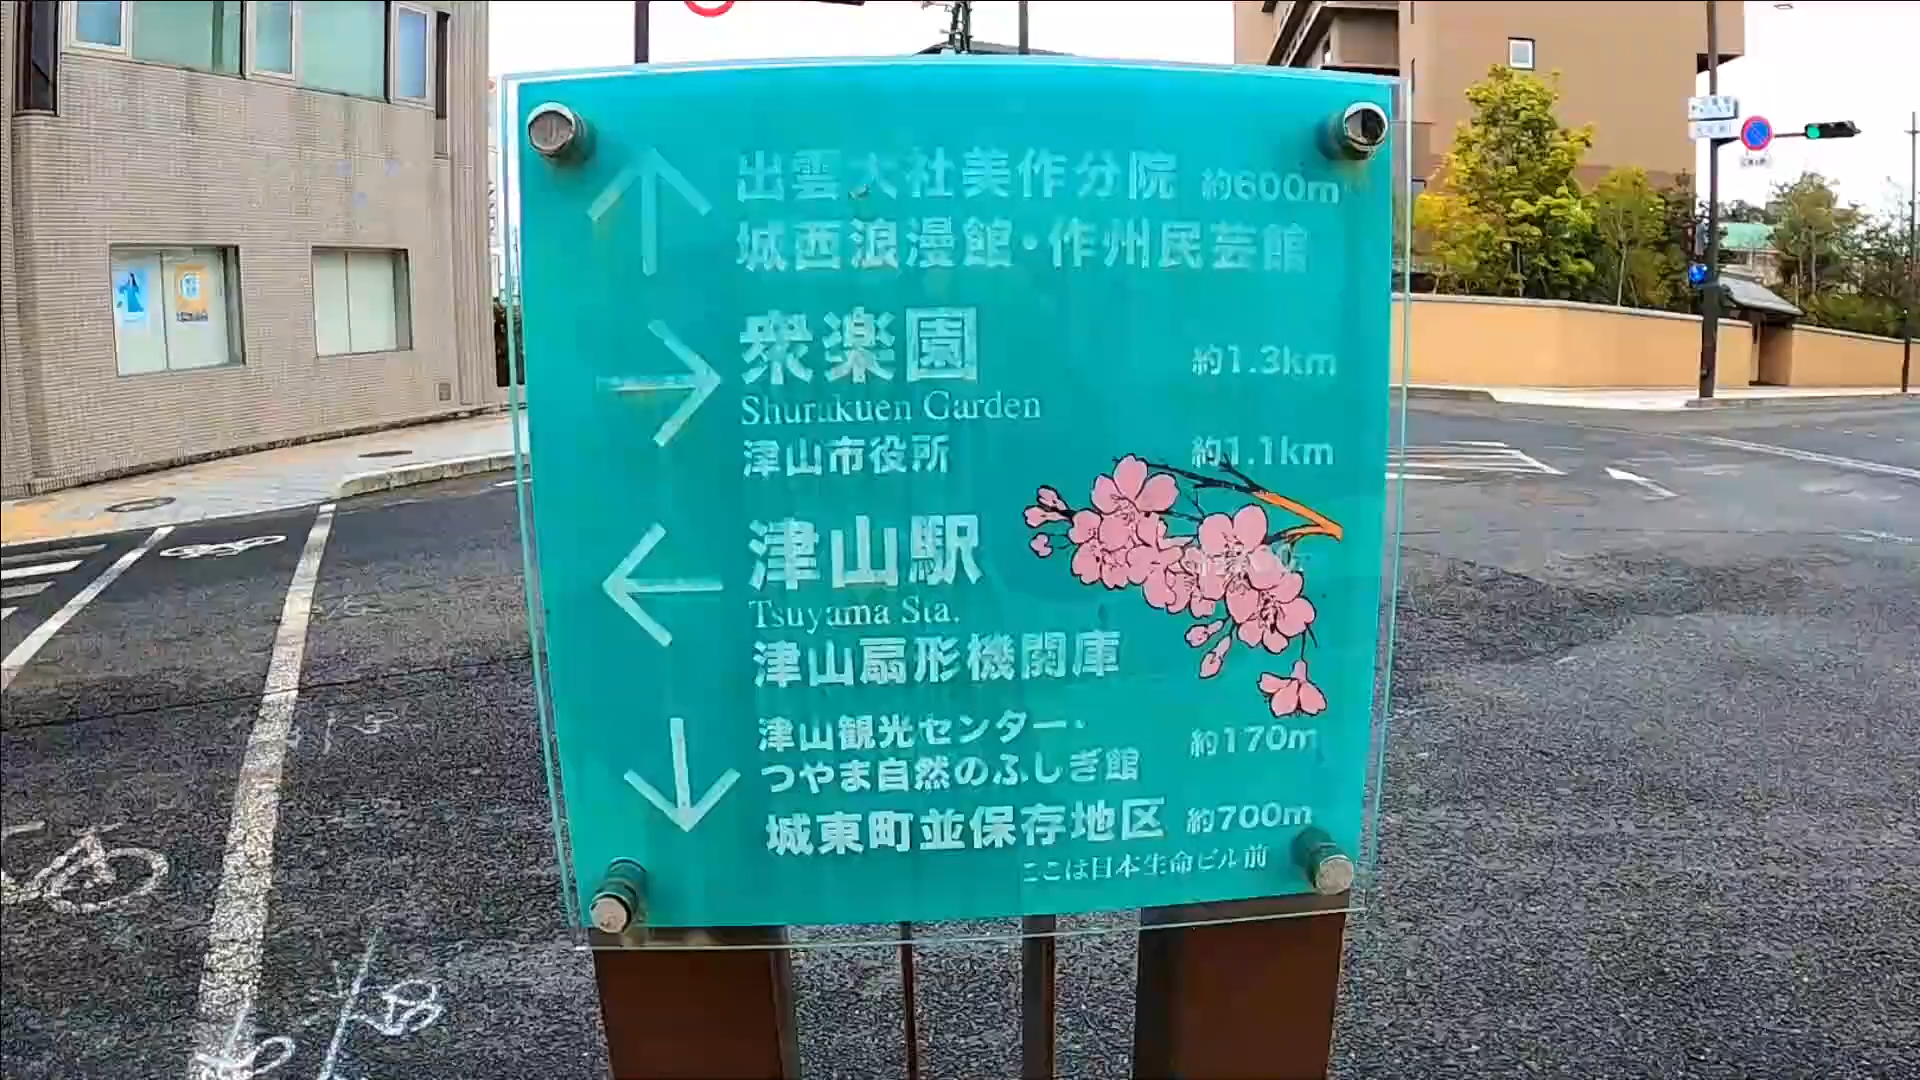 出雲大社美作分院 約600m
城西浪漫館・作州民芸館
衆楽園 約1.3km
Shurakuen Garden
津山市役所 約1.1km
津山駅
Tsuyama Sta.
津山扇形機関庫
津山観光センター・
つやま自然のふしぎ館 約170m
城東町並保存地区 約700m
ここは日本生命ビル前